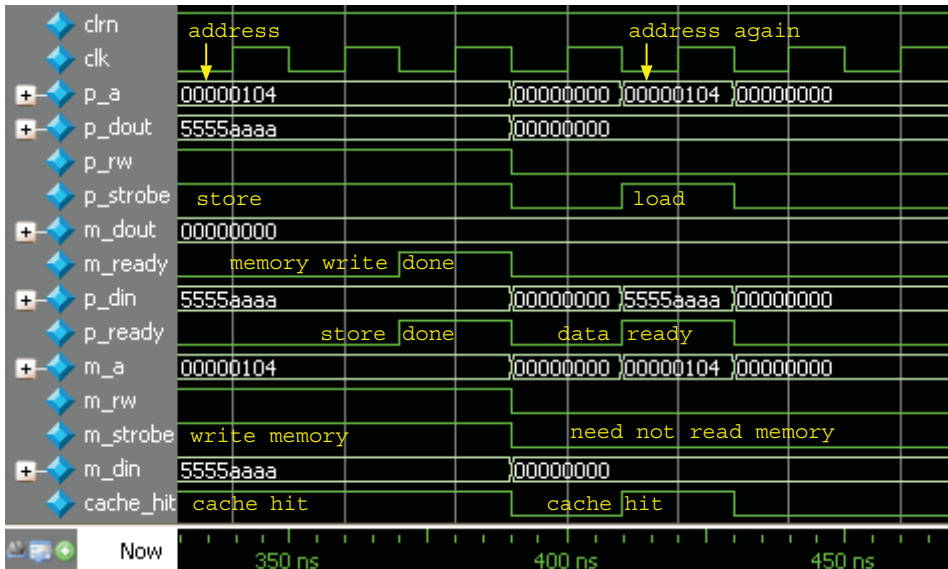 clrn
address address again
clk
p_a 00000104 00000000 00000104 00000000
p_dout 5555aaaa 00000000
p_rw
p_strobe store load
m_dout 00000000
m_ready memory write done
p_din 5555aaaa 00000000 5555aaaa 00000000
p_ready store done data ready
m_a 00000104 00000000 00000104 00000000
m_rw
m_strobe write memory need not read memory
m_din 5555aaaa 00000000
cache_hit cache hit cache hit
Now 350 ns 400 ns 450 ns